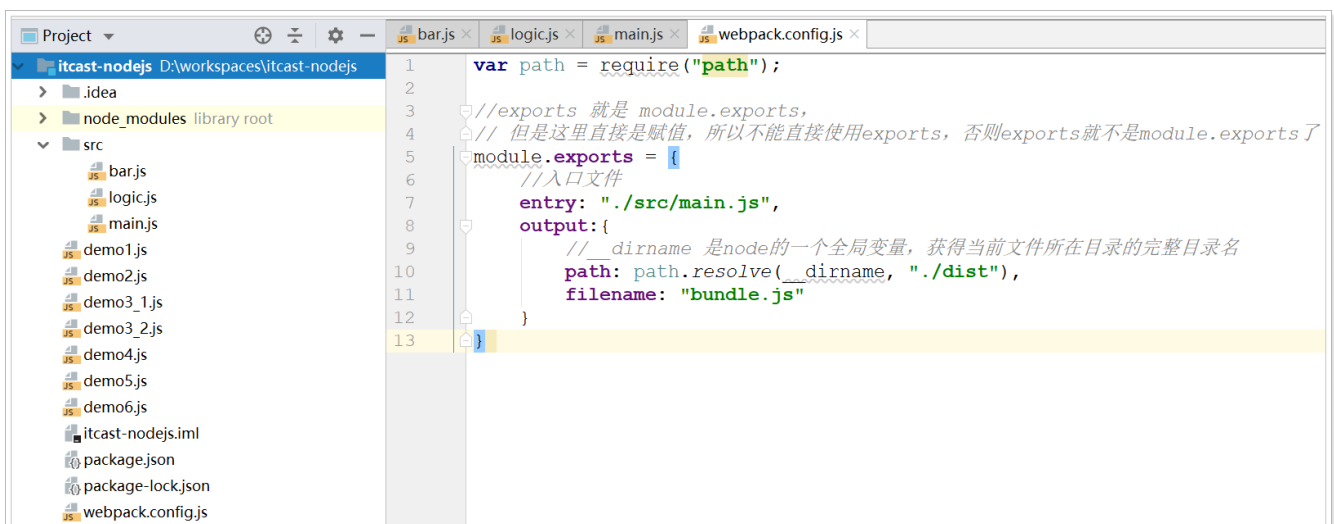 Project
itcast-nodejs D:\workspaces\itcast-nodejs
.idea
node_modules library root
src
bar.js
logic.js
main.js
demo1.js
demo2.js
demo3_1.js
demo3_2.js
demo4.js
demo5.js
demo6.js
itcast-nodejs.iml
package.json
package-lock.json
webpack.config.js
bar.js logic.js main.js webpack.config.js
1 var path = require("path");
2
3 //exports 就是 module.exports，
4 // 但是这里直接是赋值，所以不能直接使用exports，否则exports就不是module.exports了
5 module.exports = {
6 //入口文件
7 entry: "./src/main.js",
8 output:{
9 //__dirname 是node的一个全局变量，获得当前文件所在目录的完整目录名
10 path: path.resolve(__dirname, "./dist"),
11 filename: "bundle.js"
12 }
13 }